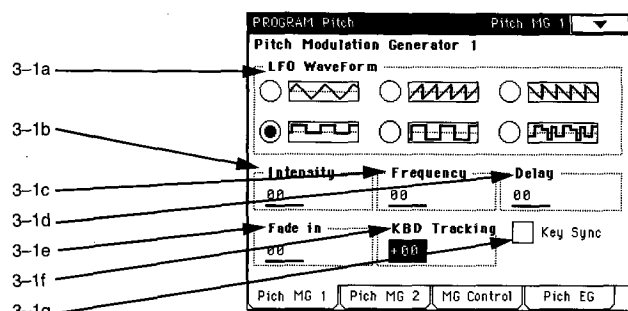 PROGRAM Pitch Pitch MG 1
Pitch Modulation Generator 1
3-1a
LFO Waveform
3-1b
Intensity Frequency Delay
3-1c
00 00 00
3-1d
3-1e
Fade in KBD Tracking Key Sync
00 +00
3-1f
3-1g
Pich MG 1 Pich MG 2 MG Control Pich EG